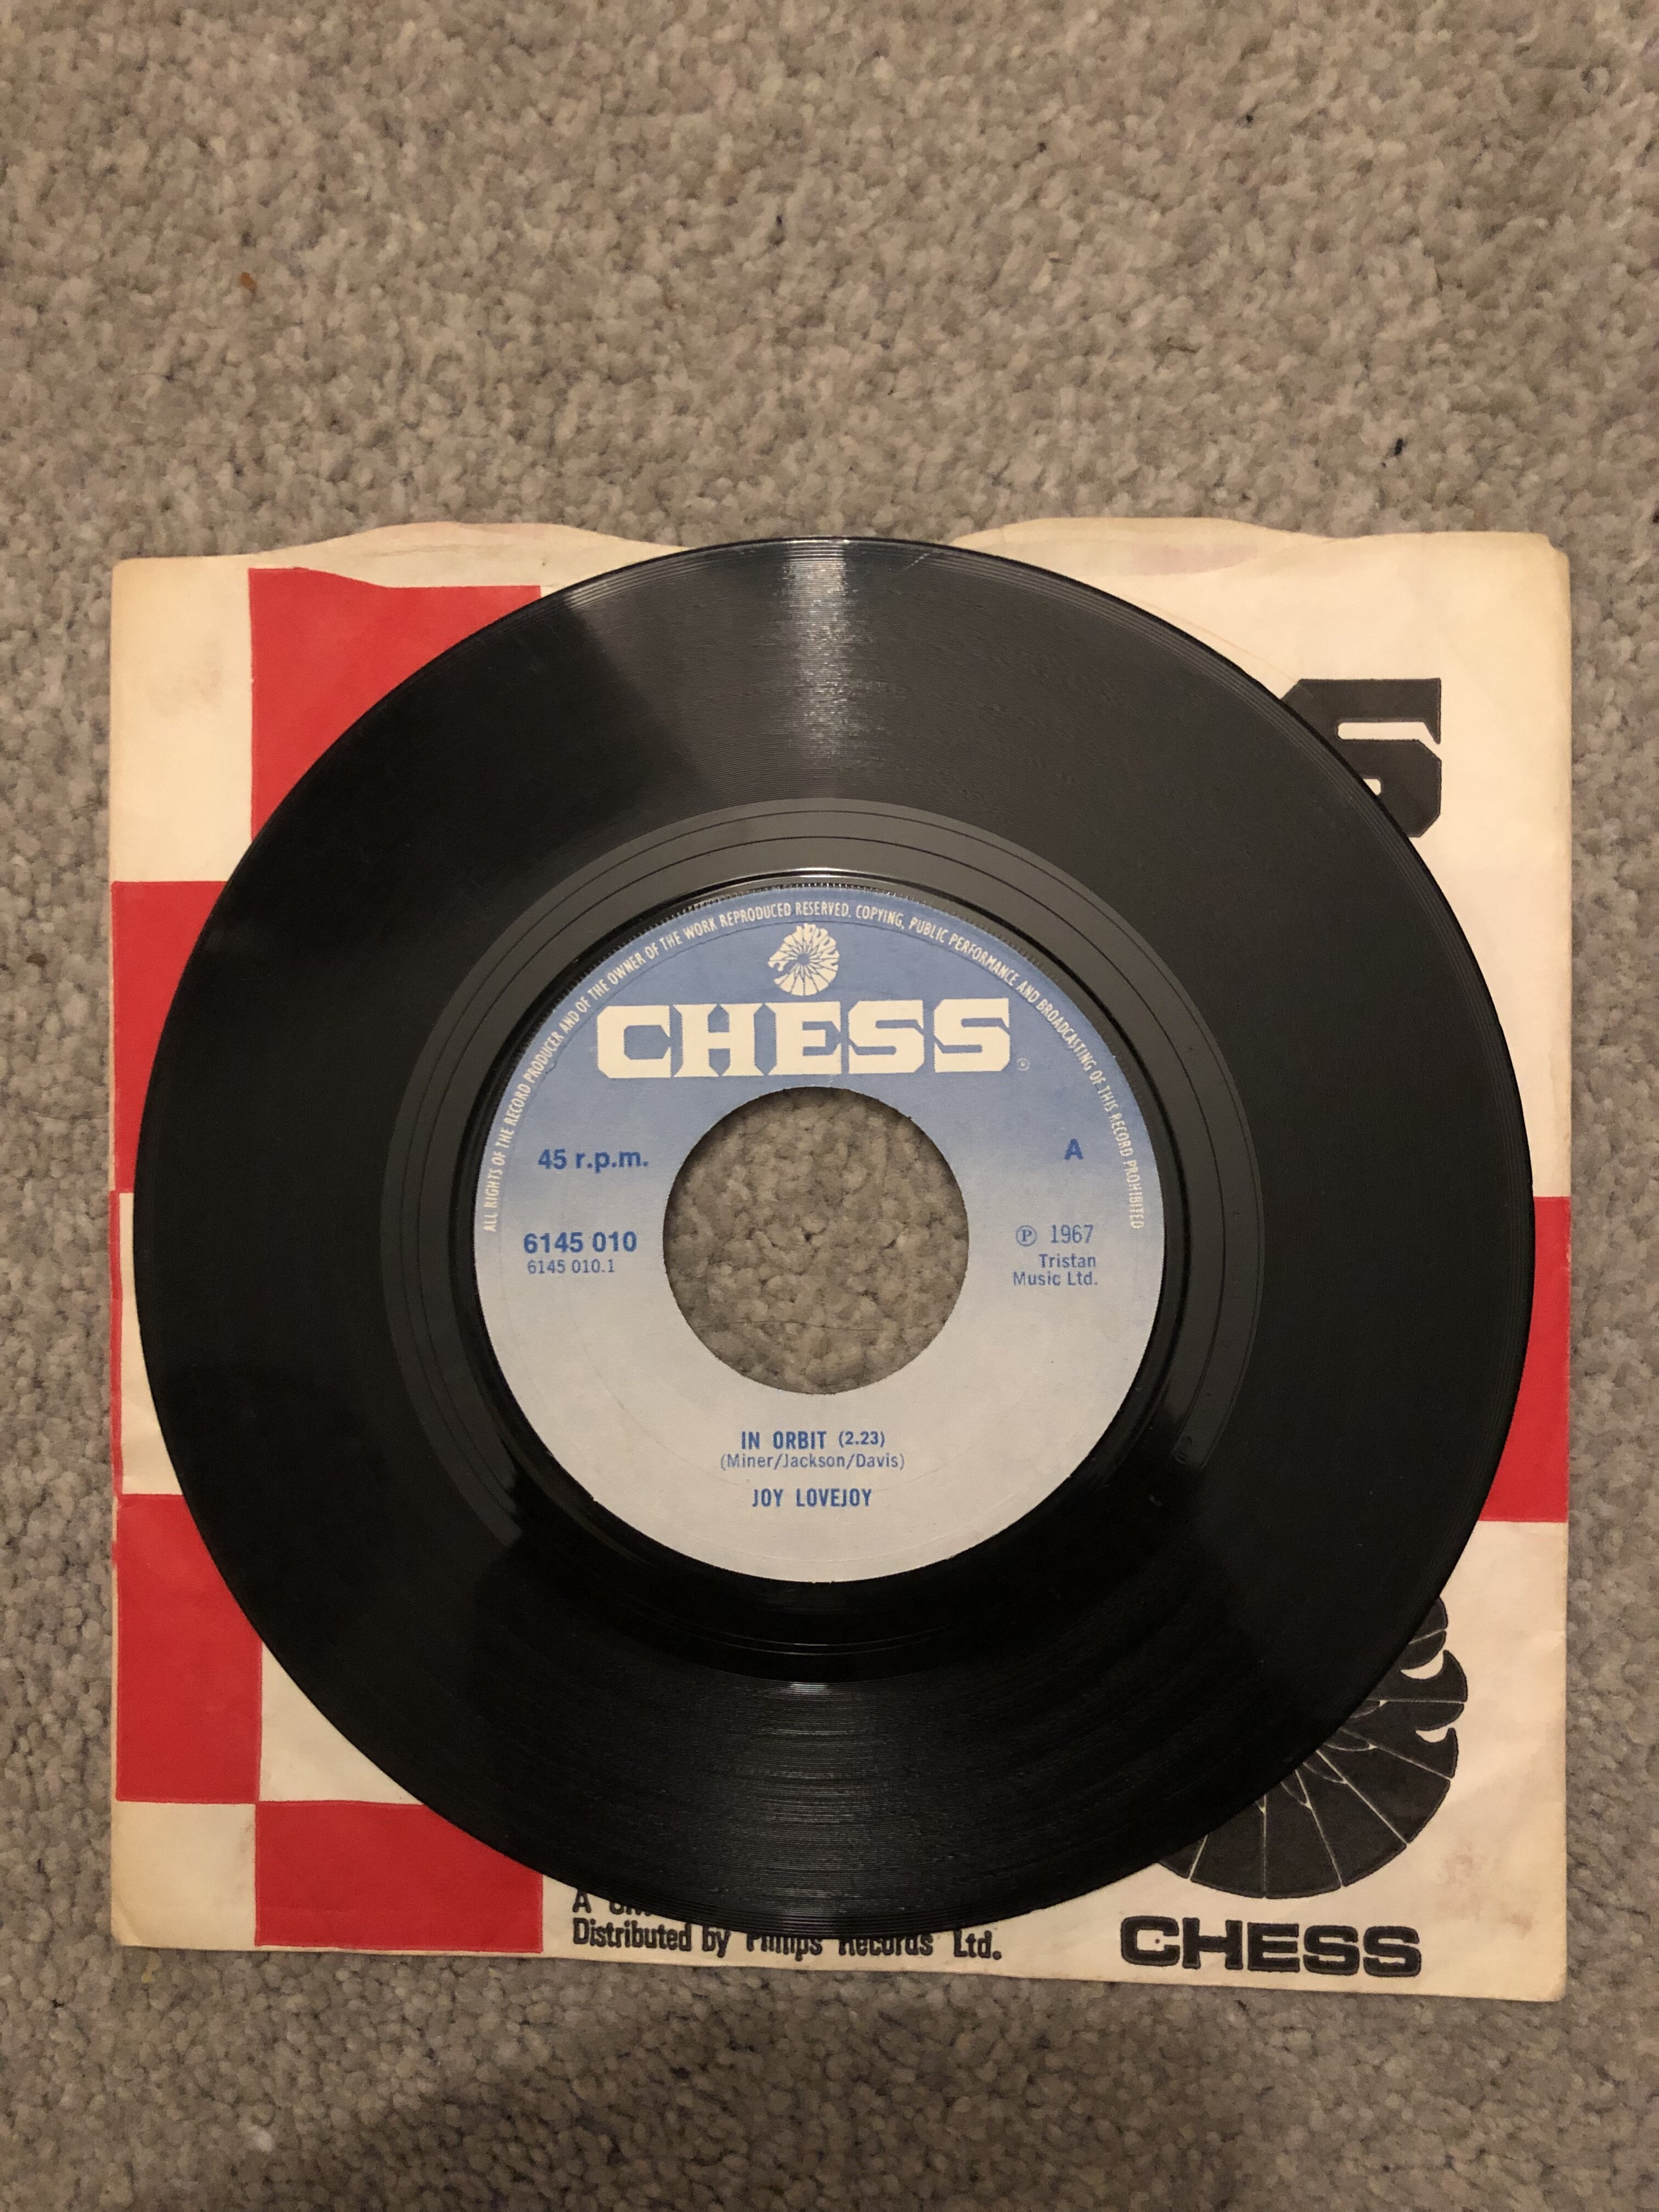 ALL RIGHTS OF THE RECORD PRODUCER AND OF THE OWNER OF THE WORK REPRODUCED RESERVED. COPYING, PUBLIC PERFORMANCE AND BROADCASTING OF THIS RECORD PROHIBITED
CHESS®
45 r.p.m.
A
6145 010
6145 010.1
℗ 1967
Tristan
Music Ltd.
IN ORBIT (2.23)
(Miner/Jackson/Davis)
JOY LOVEJOY
A
Distributed by Philips Records Ltd.
CHESS